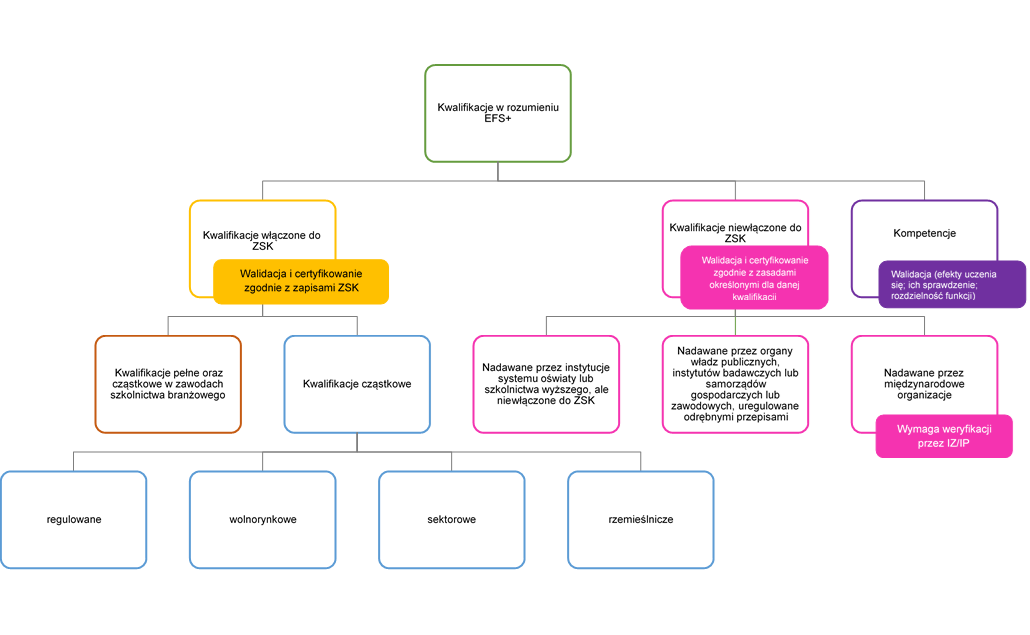 Kwalifikacje w rozumieniu
EFS+
Kwalifikacje włączone do
ZSK
Walidacja i certyfikowanie
zgodnie z zapisami ZSK
Kwalifikacje niewłączone do
ZSK
Walidacja i certyfikowanie
zgodnie z zasadami
określonymi dla danej
kwalifikacji
Kompetencje
Walidacja (efekty uczenia
się; ich sprawdzenie;
rozdzielność funkcji)
Kwalifikacje pełne oraz
cząstkowe w zawodach
szkolnictwa branżowego
Kwalifikacje cząstkowe
Nadawane przez instytucje
systemu oświaty lub
szkolnictwa wyższego, ale
niewłączone do ZSK
Nadawane przez organy
władz publicznych,
instytutów badawczych lub
samorządów
gospodarczych lub
zawodowych, uregulowane
odrębnymi przepisami
Nadawane przez
międzynarodowe
organizacje
Wymaga weryfikacji
przez IZ/IP
regulowane
wolnorynkowe
sektorowe
rzemieślnicze